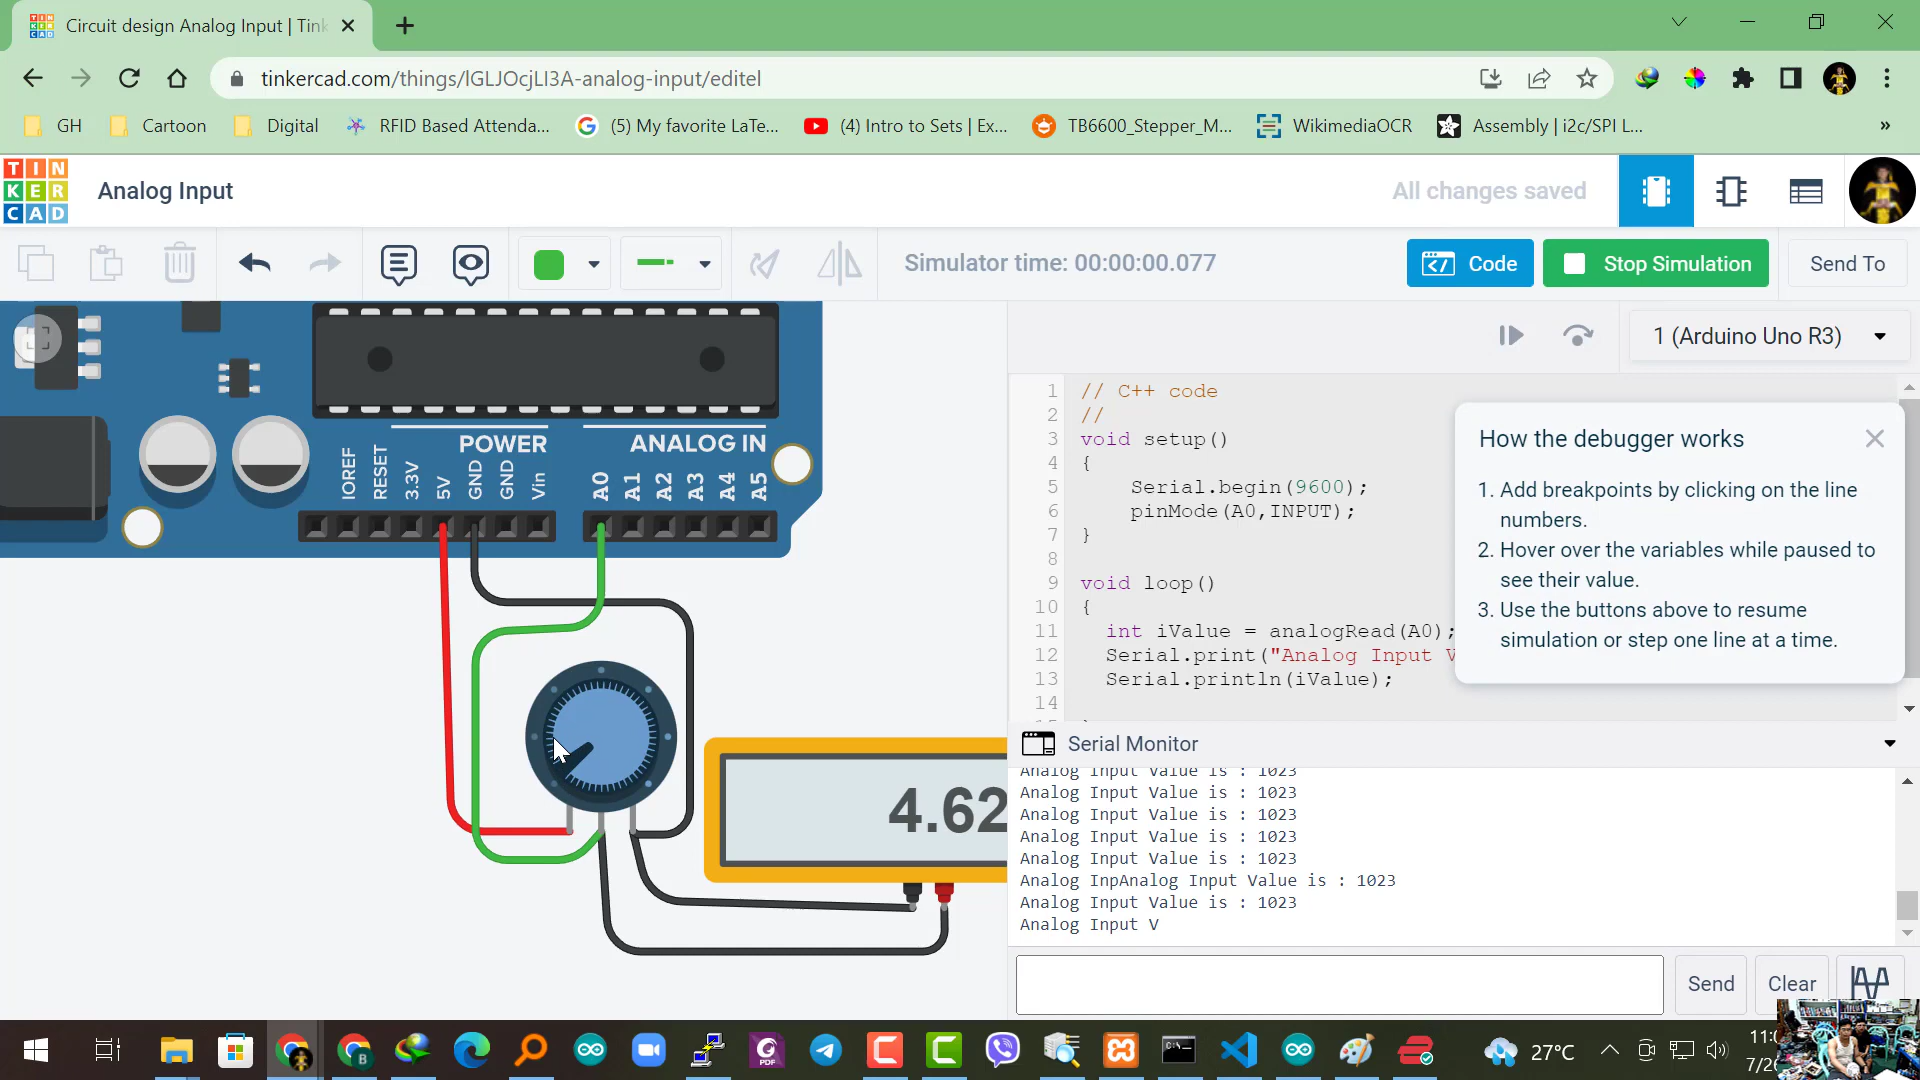 Circuit design Analog Input | Tink
tinkercad.com/things/lGLJOcjLl3A-analog-input/editel
GH
Cartoon
Digital
RFID Based Attenda...
(5) My favorite LaTe...
(4) Intro to Sets | Ex...
TB6600_Stepper_M...
WikimediaOCR
Assembly | i2c/SPI L...
»
TIN
KER
CAD
Analog Input
All changes saved
Simulator time: 00:00:00.077
Code
Stop Simulation
Send To
1 (Arduino Uno R3)
POWER
ANALOG IN
IOREF
RESET
3.3V
5V
GND
GND
Vin
A0
A1
A2
A3
A4
A5
4.62
1 // C++ code
2 //
3 void setup()
4 {
5 Serial.begin(9600);
6 pinMode(A0,INPUT);
7 }
8
9 void loop()
10 {
11 int iValue = analogRead(A0);
12 Serial.print("Analog Input V
13 Serial.println(iValue);
14
How the debugger works
1. Add breakpoints by clicking on the line
numbers.
2. Hover over the variables while paused to
see their value.
3. Use the buttons above to resume
simulation or step one line at a time.
Serial Monitor
Analog Input Value is : 1023
Analog Input Value is : 1023
Analog Input Value is : 1023
Analog Input Value is : 1023
Analog Input Value is : 1023
Analog InpAnalog Input Value is : 1023
Analog Input Value is : 1023
Analog Input V
Send
Clear
PDF
27°C